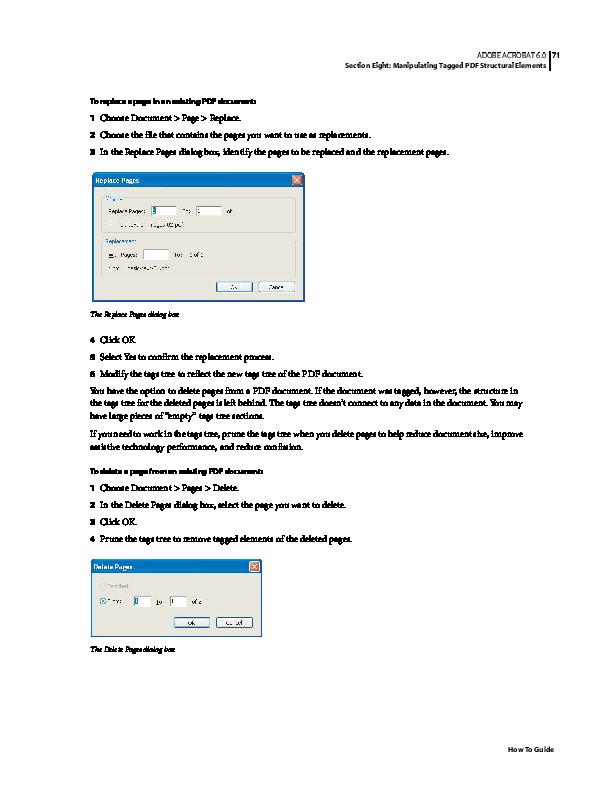 ADOBE ACROBAT 6.0 71
Section Eight: Manipulating Tagged PDF Structural Elements
To replace a page in an existing PDF document:
1 Choose Document > Page > Replace.
2 Choose the file that contains the pages you want to use as replacements.
3 In the Replace Pages dialog box, identify the pages to be replaced and the replacement pages.
Replace Pages
Original
Replace Pages: 1 To: 1 of
Replacement
Pages: To: 1 of 1
OK Cancel
The Replace Pages dialog box
4 Click OK
5 Select Yes to confirm the replacement process.
6 Modify the tags tree to reflect the new tags tree of the PDF document.
You have the option to delete pages from a PDF document. If the document was tagged, however, the structure in
the tags tree for the deleted pages is left behind. The tags tree doesn't connect to any data in the document. You may
have large pieces of "empty" tags tree sections.
If you need to work in the tags tree, prune the tags tree when you delete pages to help reduce document size, improve
assistive technology performance, and reduce confusion.
To delete a page from an existing PDF document:
1 Choose Document > Pages > Delete.
2 In the Delete Pages dialog box, select the page you want to delete.
3 Click OK.
4 Prune the tags tree to remove tagged elements of the deleted pages.
Delete Pages
Selected
From: 1 To: 1 of 2
OK Cancel
The Delete Pages dialog box
How To Guide